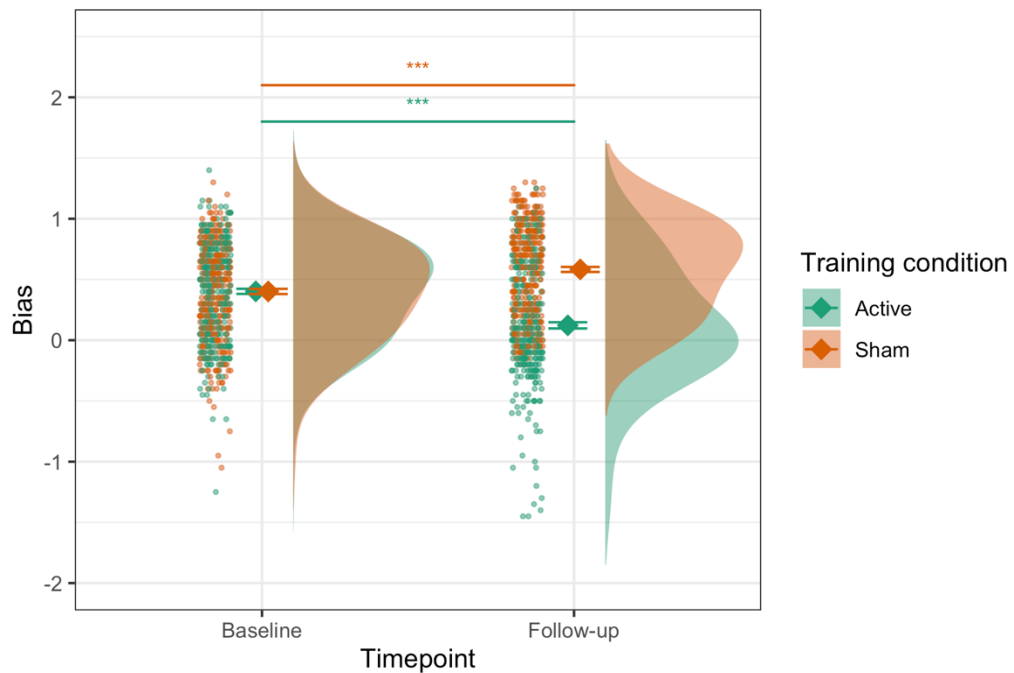 ***
***
2
1
0
-1
-2
Bias
Baseline
Follow-up
Timepoint
Training condition
Active
Sham